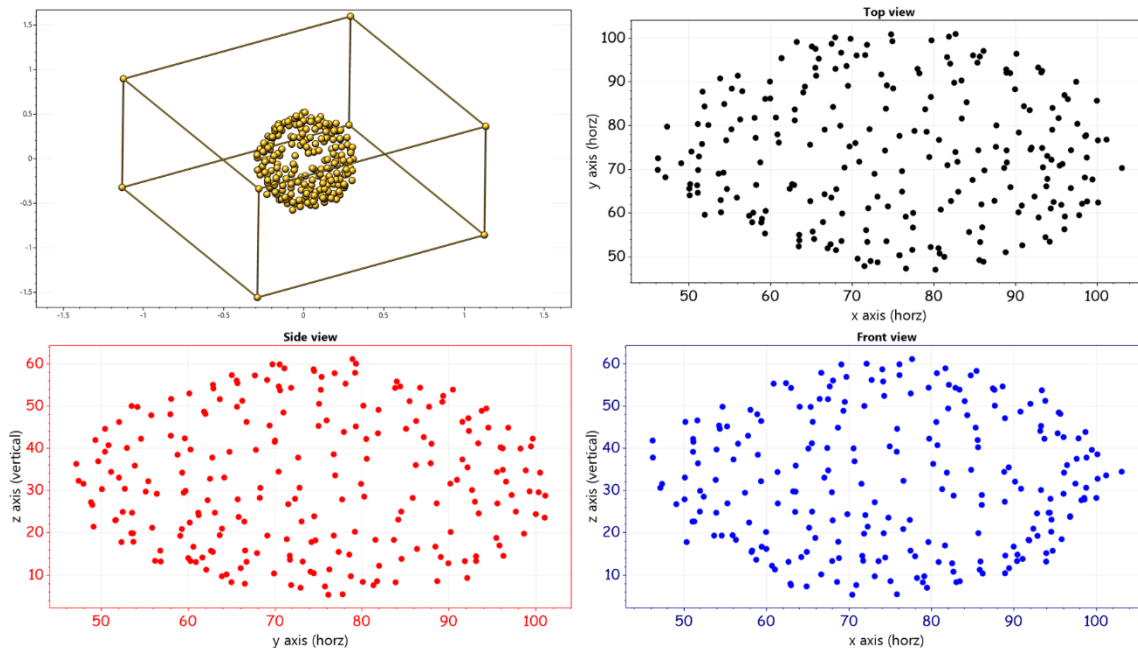 1.5
1
0.5
0
-0.5
-1
-1.5
-1.5 -1 -0.5 0 0.5 1 1.5
Top view
y axis (horz)
100
90
80
70
60
50
50 60 70 80 90 100
x axis (horz)
Side view
z axis (vertical)
60
50
40
30
20
10
50 60 70 80 90 100
y axis (horz)
Front view
z axis (vertical)
60
50
40
30
20
10
50 60 70 80 90 100
x axis (horz)